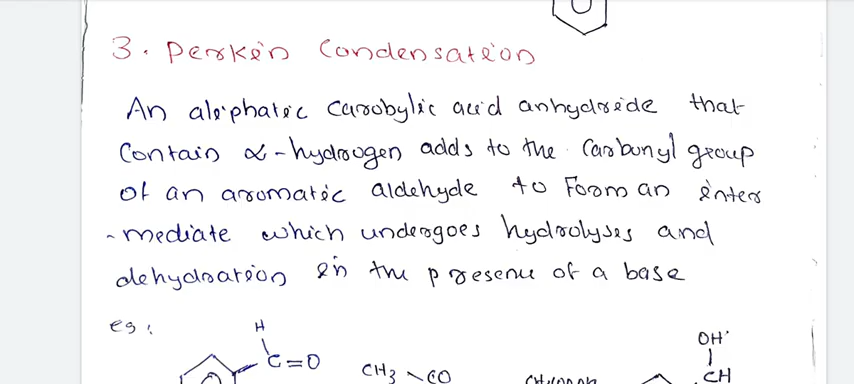 3. Perkin Condensation
An aliphatic Carobylic acid anhydride that
Contain α-hydrogen adds to the Carbonyl group
of an aromatic aldehyde to Form an inter
-mediate which undergoes hydrolyses and
dehydration in the presence of a base
eg:
H
C=O
CH3 CO
OH
CH